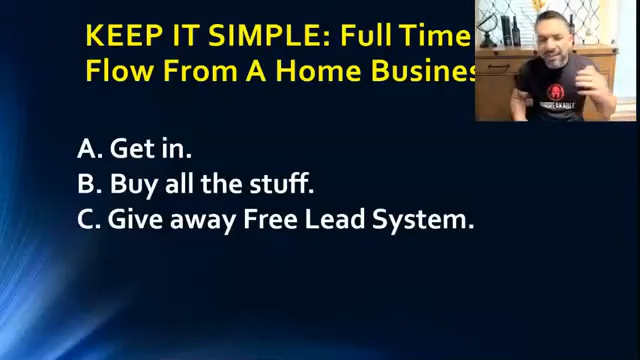 KEEP IT SIMPLE: Full Time
Flow From A Home
A. Get in.
B. Buy all the stuff.
C. Give away Free Lead System.